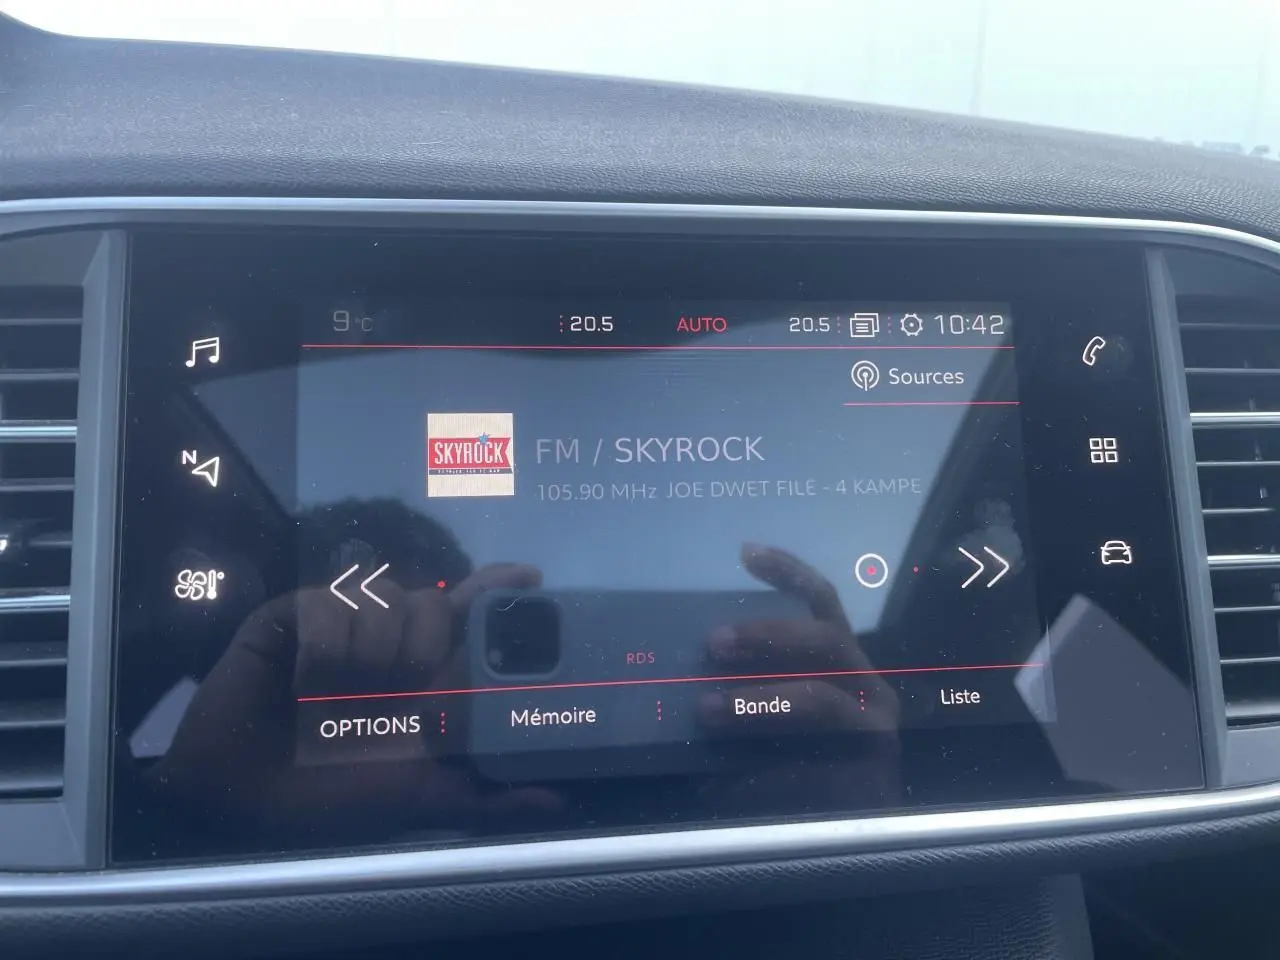 9°C
20.5
AUTO
20.5
10:42
Sources
SKYROCK
FM / SKYROCK
105.90 MHz JOE DWET FILE - 4 KAMPE
N
RDS
OPTIONS
Mémoire
Bande
Liste